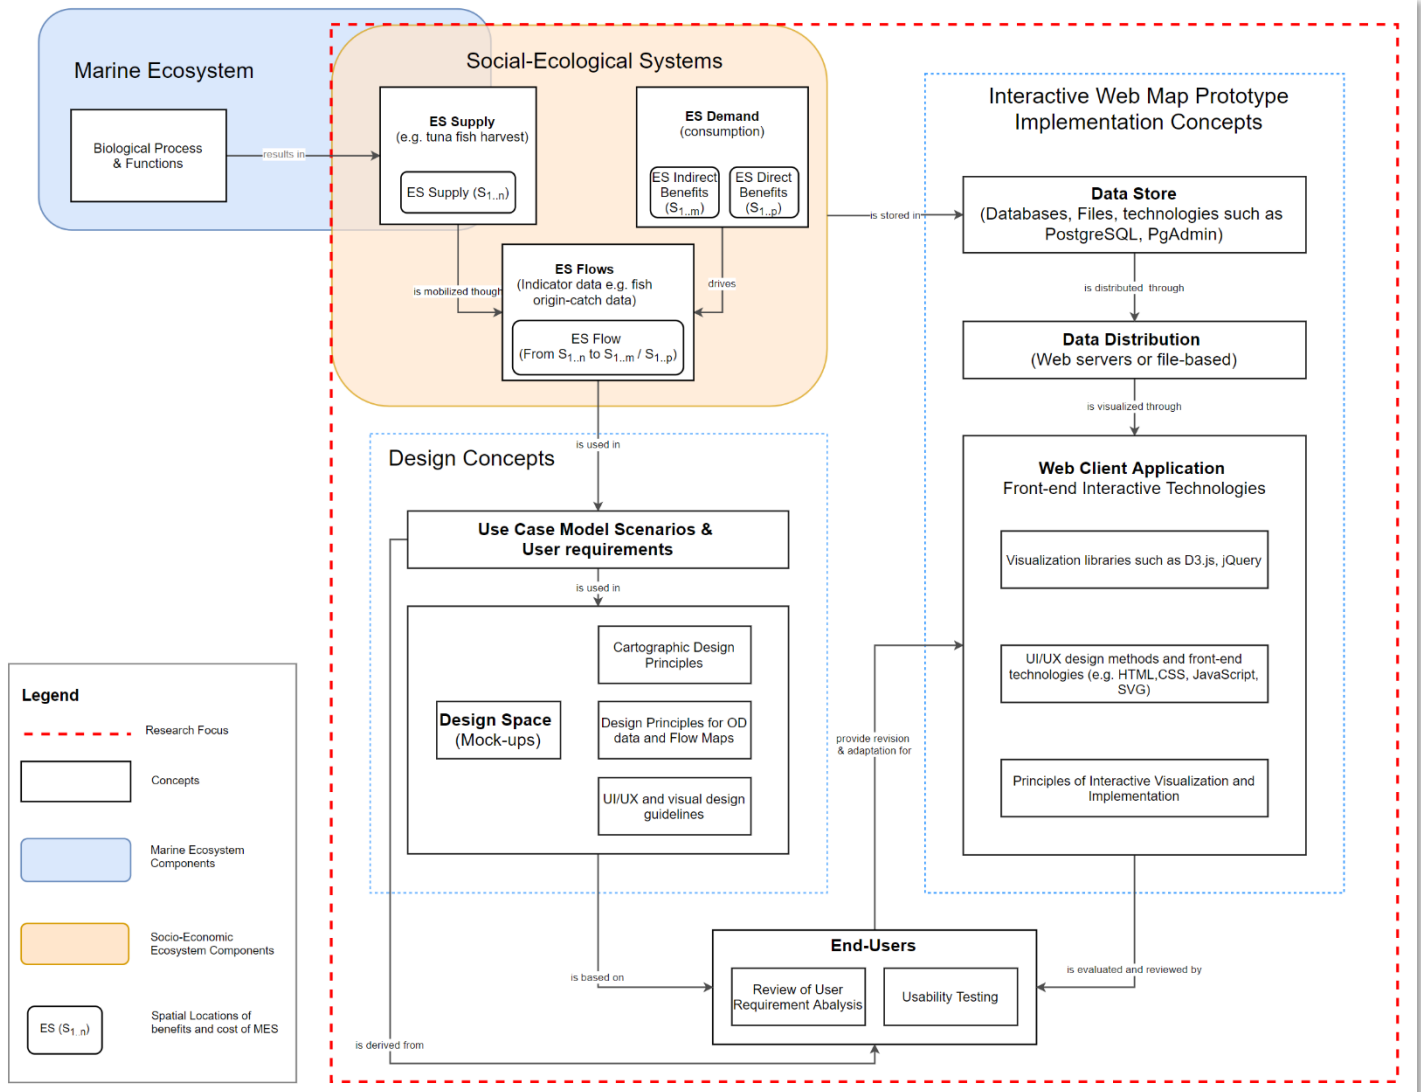 Marine Ecosystem
Biological Process
& Functions
results in
Social-Ecological Systems
ES Supply
(e.g. tuna fish harvest)
ES Supply (S1..n)
ES Demand
(consumption)
ES Indirect
Benefits
(S1..m)
ES Direct
Benefits
(S1..p)
is mobilized though
drives
ES Flows
(Indicator data e.g. fish
origin-catch data)
ES Flow
(From S1..n to S1..m / S1..p)
is stored in
is used in
Interactive Web Map Prototype
Implementation Concepts
Data Store
(Databases, Files, technologies such as
PostgreSQL, PgAdmin)
is distributed through
Data Distribution
(Web servers or file-based)
is visualized through
Web Client Application
Front-end Interactive Technologies
Visualization libraries such as D3.js, jQuery
UI/UX design methods and front-end
technologies (e.g. HTML,CSS, JavaScript,
SVG)
Principles of Interactive Visualization and
Implementation
Design Concepts
Use Case Model Scenarios &
User requirements
is used in
Design Space
(Mock-ups)
Cartographic Design
Principles
Design Principles for OD
data and Flow Maps
UI/UX and visual design
guidelines
provide revision
& adaptation for
End-Users
Review of User
Requirement Abalysis
Usability Testing
is based on
is evaluated and reviewed by
is derived from
Legend
Research Focus
Concepts
Marine Ecosystem
Components
Socio-Economic
Ecosystem Components
ES (S1..n)
Spatial Locations of
benefits and cost of MES